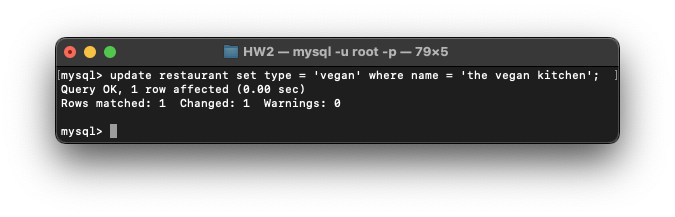 HW2 — mysql -u root -p — 79×5
[mysql> update restaurant set type = 'vegan' where name = 'the vegan kitchen'; ]
Query OK, 1 row affected (0.00 sec)
Rows matched: 1  Changed: 1  Warnings: 0
mysql>